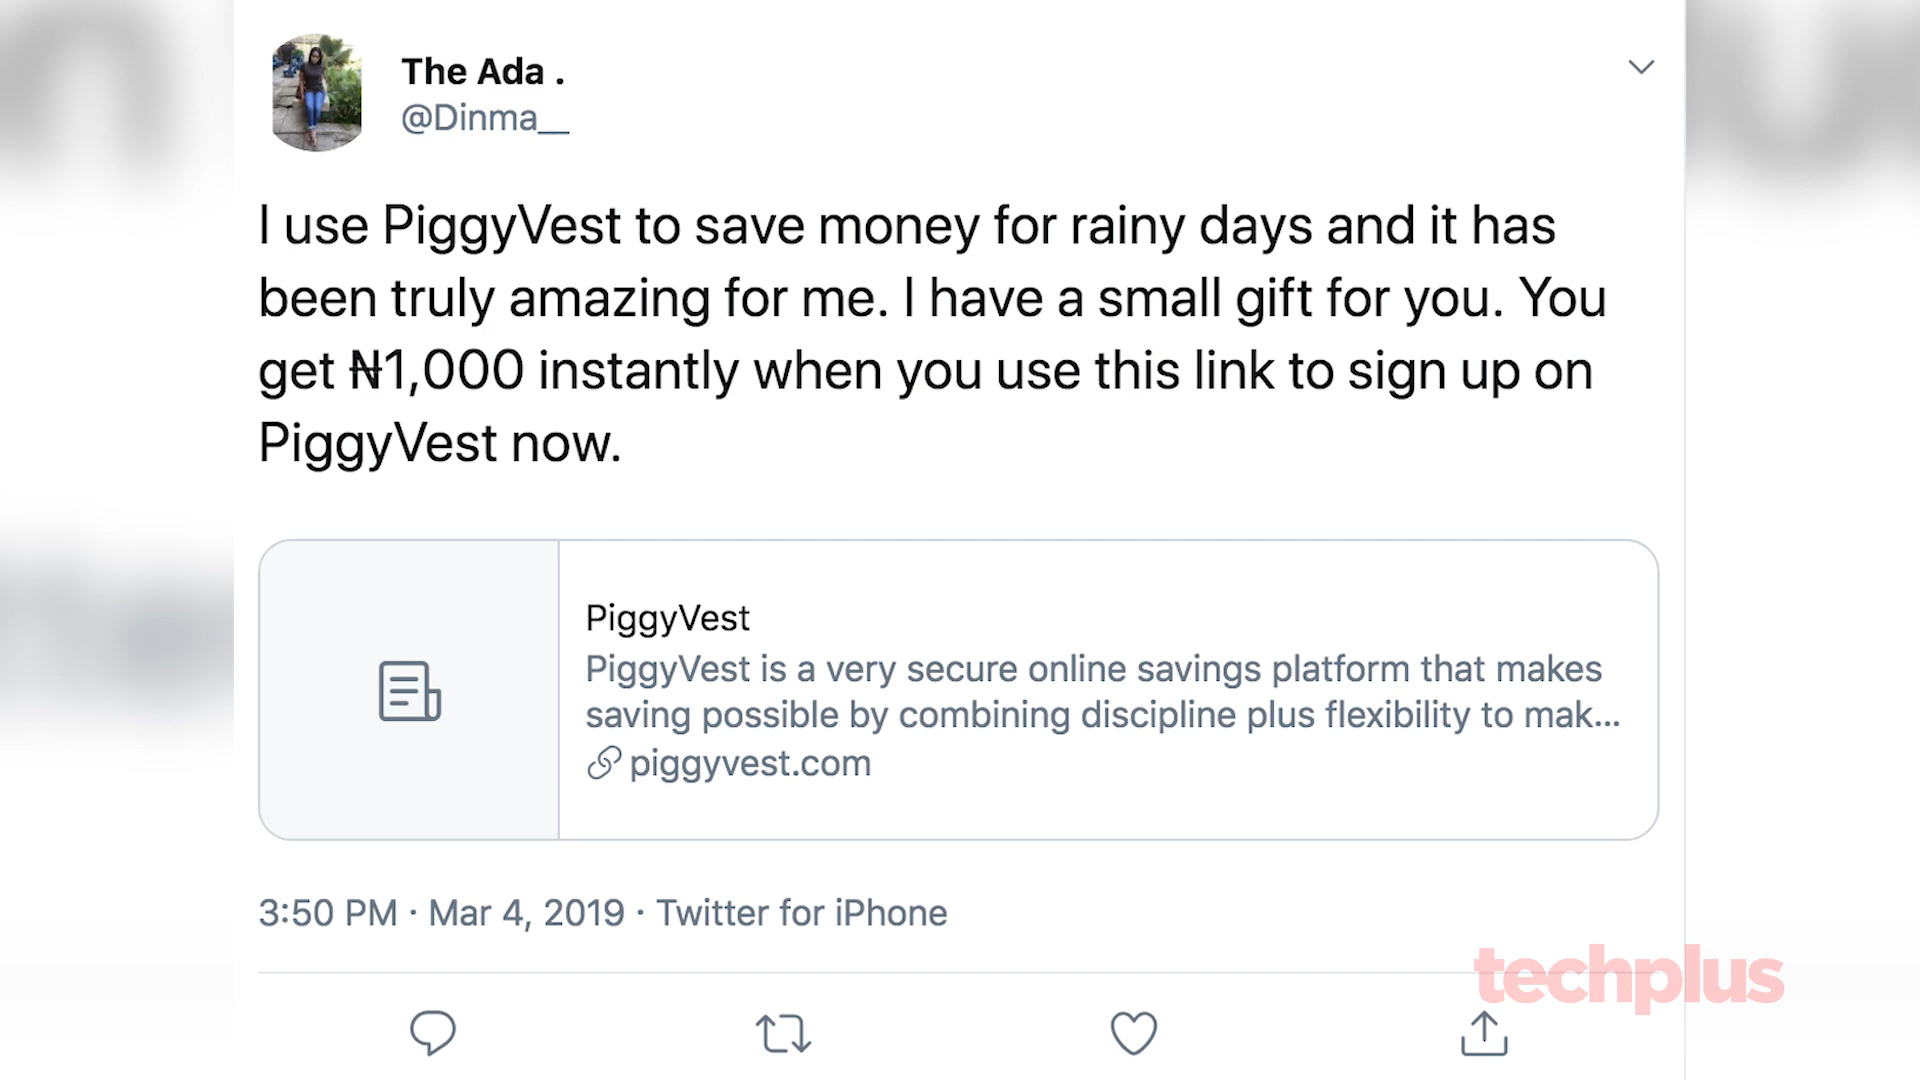 The Ada .
@Dinma__
I use PiggyVest to save money for rainy days and it has
been truly amazing for me. I have a small gift for you. You
get ₦1,000 instantly when you use this link to sign up on
PiggyVest now.
PiggyVest
PiggyVest is a very secure online savings platform that makes
saving possible by combining discipline plus flexibility to mak...
piggyvest.com
3:50 PM · Mar 4, 2019 · Twitter for iPhone
techplus